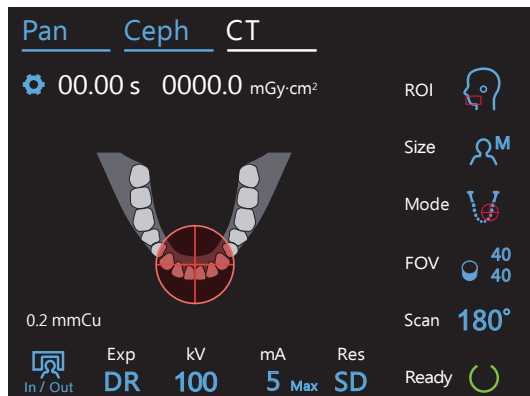 Pan Ceph CT
00.00 s 0000.0 mGy·cm²
ROI
Size M
Mode
FOV 40
40
0.2 mmCu
Scan 180°
Exp kV mA Res
In / Out DR 100 5 Max SD
Ready